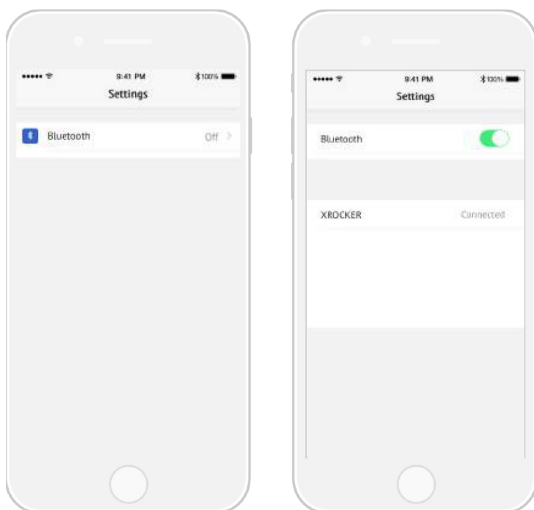 9:41 PM 100%
Settings
Bluetooth Off
9:41 PM 100%
Settings
Bluetooth
XROCKER Connected